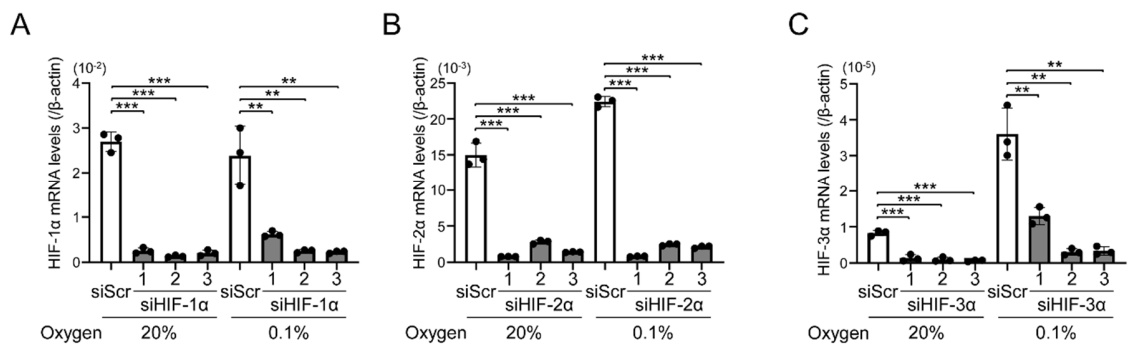 A
HIF-1α mRNA levels (/β-actin)
(10-2)
4
3
2
1
0
***
***
***
**
**
**
siScr
1 2 3
siHIF-1α
siScr
1 2 3
siHIF-1α
Oxygen 20% 0.1%
B
HIF-2α mRNA levels (/β-actin)
(10-3)
25
20
15
10
5
0
***
***
***
***
***
***
siScr
1 2 3
siHIF-2α
siScr
1 2 3
siHIF-2α
Oxygen 20% 0.1%
C
HIF-3α mRNA levels (/β-actin)
(10-5)
5
4
3
2
1
0
***
***
***
**
**
**
siScr
1 2 3
siHIF-3α
siScr
1 2 3
siHIF-3α
Oxygen 20% 0.1%